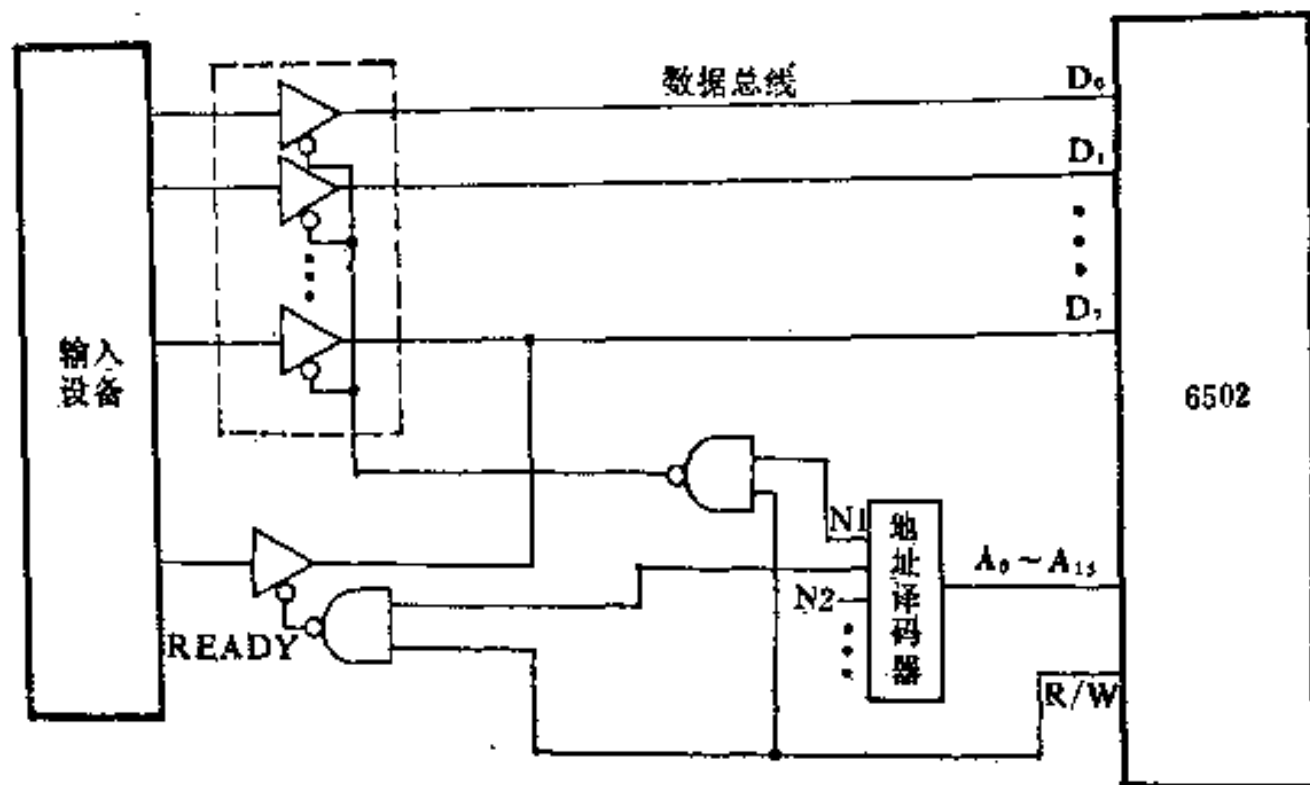 数据总线
D₀
D₁
D₇
输入
设备
6502
N1
地址译码器
A₀~A₁₅
N2
READY
R/W